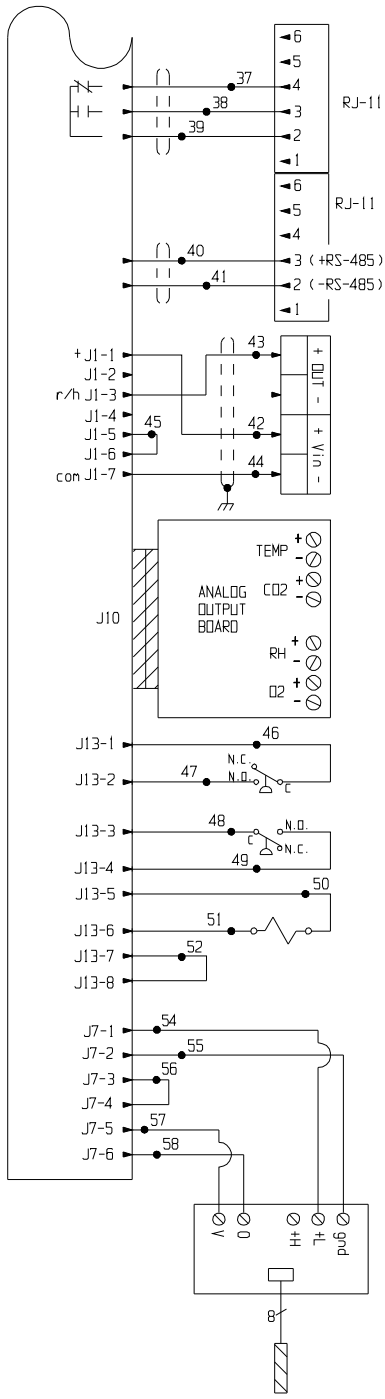 6
5
37 4 RJ-11
38 3
39 2
1
6
5 RJ-11
4
40 3 (+RS-485)
41 2 (-RS-485)
1
+ J1-1 43 + OUT -
J1-2
r/h J1-3
J1-4 45
J1-5 42 + Vin -
J1-6
com J1-7 44
TEMP + -
CO2 + -
ANALOG
OUTPUT
BOARD
J10
RH + -
O2 + -
J13-1 46
N.C.
J13-2 47 N.O. C
J13-3 48 C N.O.
N.C.
J13-4 49
J13-5 50
J13-6 51
J13-7 52
J13-8
J7-1 54
J7-2 55
J7-3 56
J7-4
J7-5 57
J7-6 58
V O +H +L gnd
8